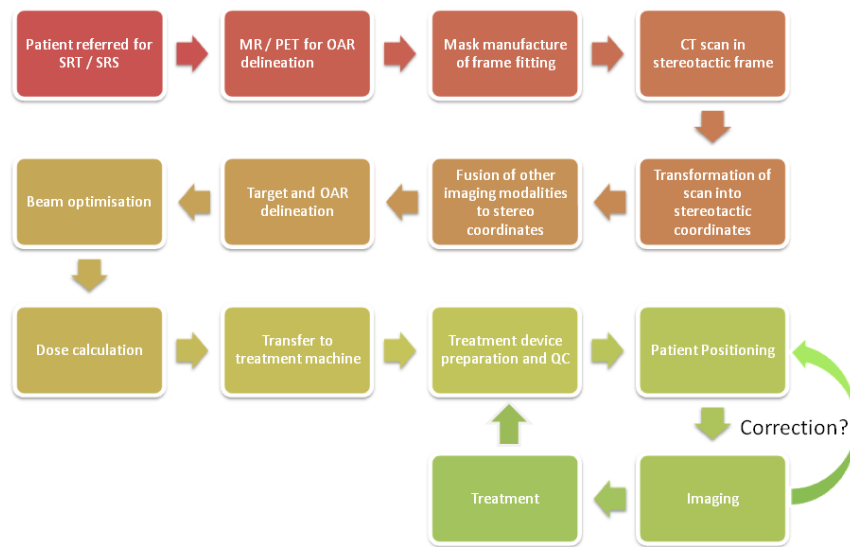 Patient referred for
SRT / SRS
MR / PET for OAR
delineation
Mask manufacture
of frame fitting
CT scan in
stereotactic frame
Beam optimisation
Target and OAR
delineation
Fusion of other
imaging modalities
to stereo
coordinates
Transformation of
scan into
stereotactic
coordinates
Dose calculation
Transfer to
treatment machine
Treatment device
preparation and QC
Patient Positioning
Correction?
Treatment
Imaging